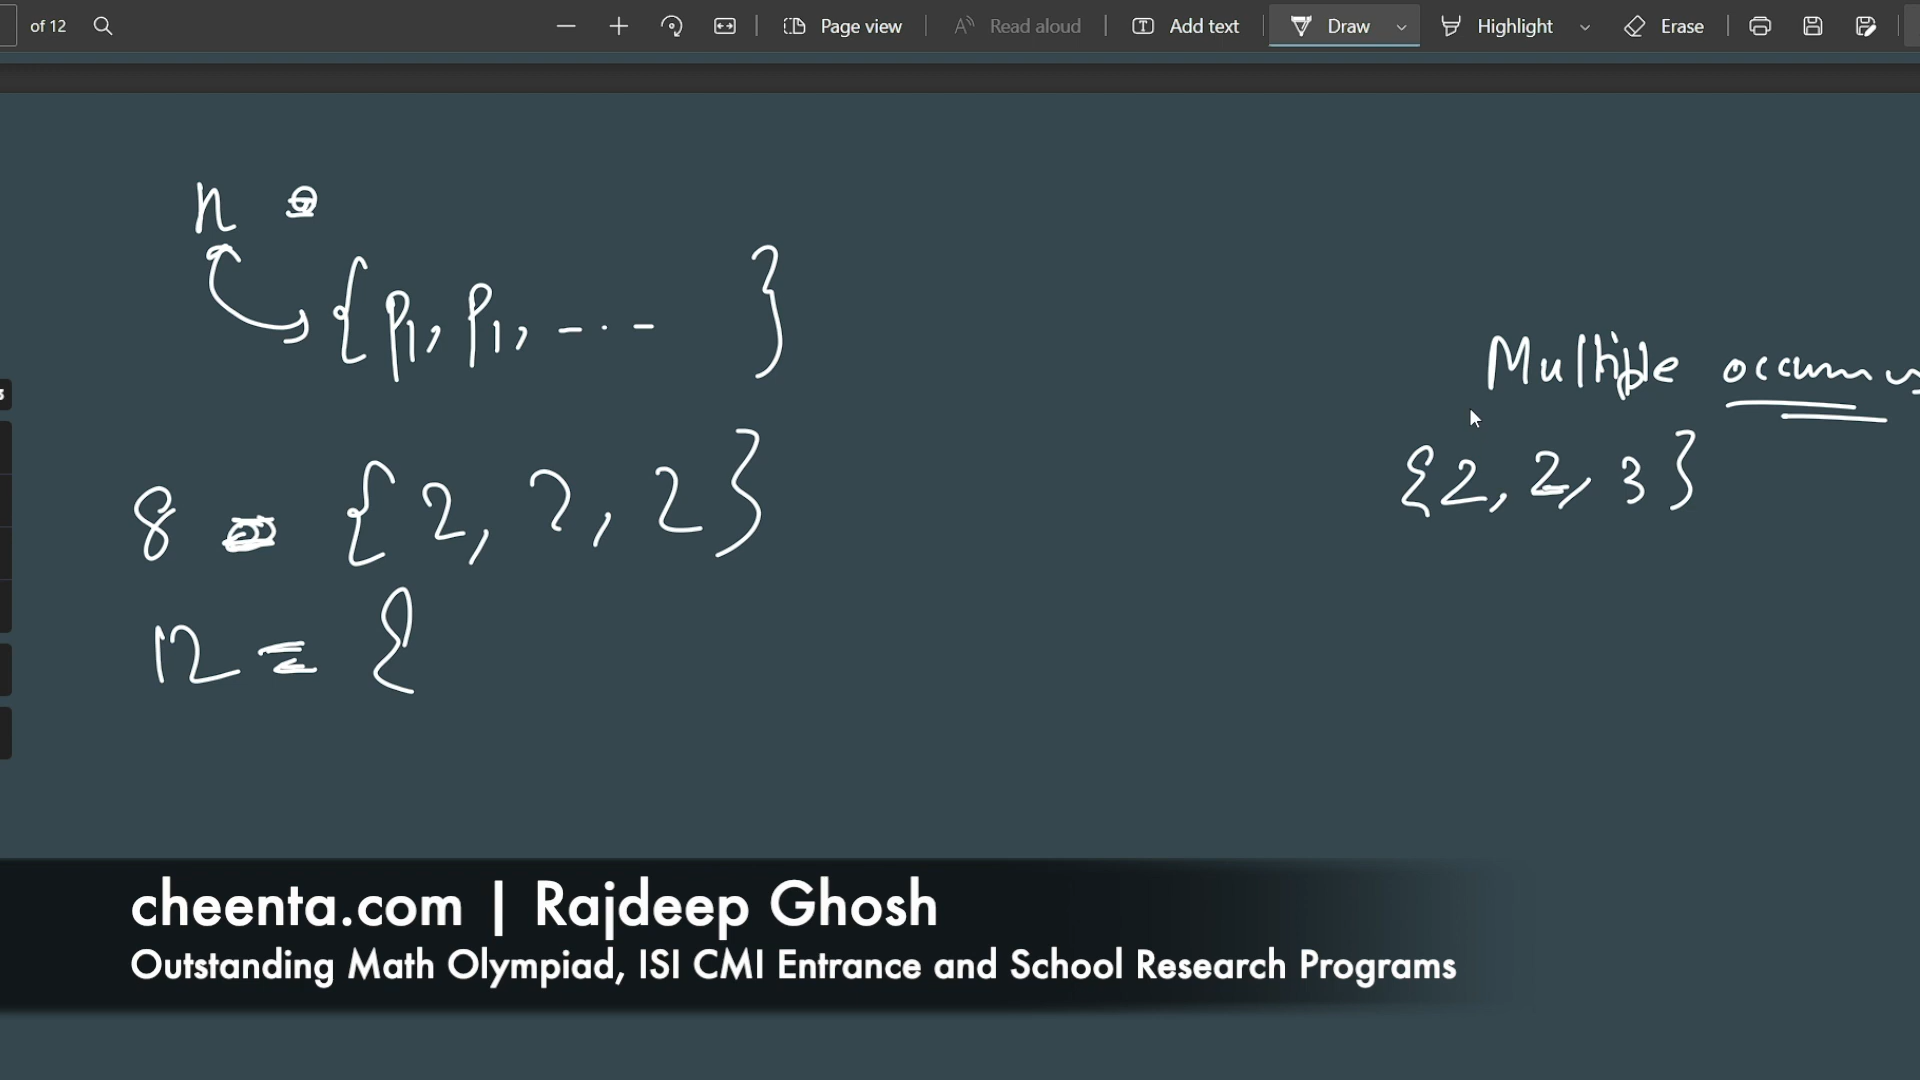 of 12 Page view Read aloud Add text Draw Highlight Erase
n
{p1, p1, -·-}
Multiple
8 {2, 2, 2}
{2, 2, 3}
12 = {
cheenta.com | Rajdeep Ghosh
Outstanding Math Olympiad, ISI CMI Entrance and School Research Programs